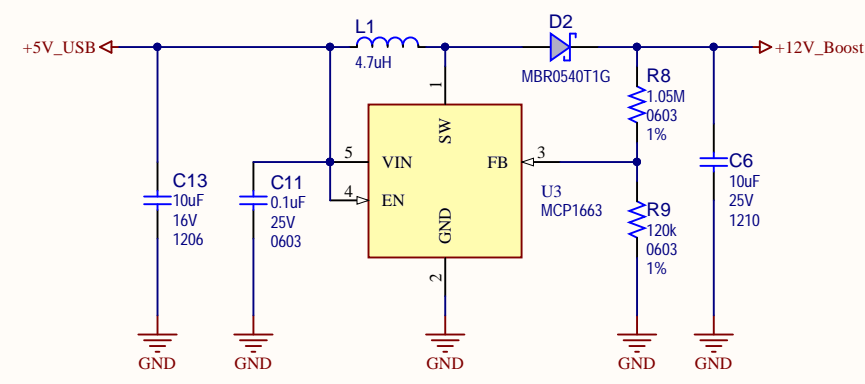 L1
D2
+5V_USB
+12V_Boost
4.7uH
MBR0540T1G
R8
1.05M
0603
1%
1
SW
5
VIN
FB
3
4
EN
U3
MCP1663
GND
2
C13
10uF
16V
1206
C11
0.1uF
25V
0603
C6
10uF
25V
1210
R9
120k
0603
1%
GND
GND
GND
GND
GND